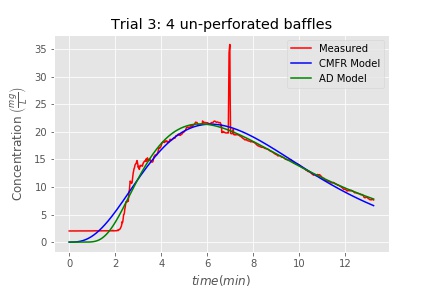 Trial 3: 4 un-perforated baffles
Measured
CMFR Model
AD Model
Concentration (mg/L)
35
30
25
20
15
10
5
0
0 2 4 6 8 10 12
time(min)